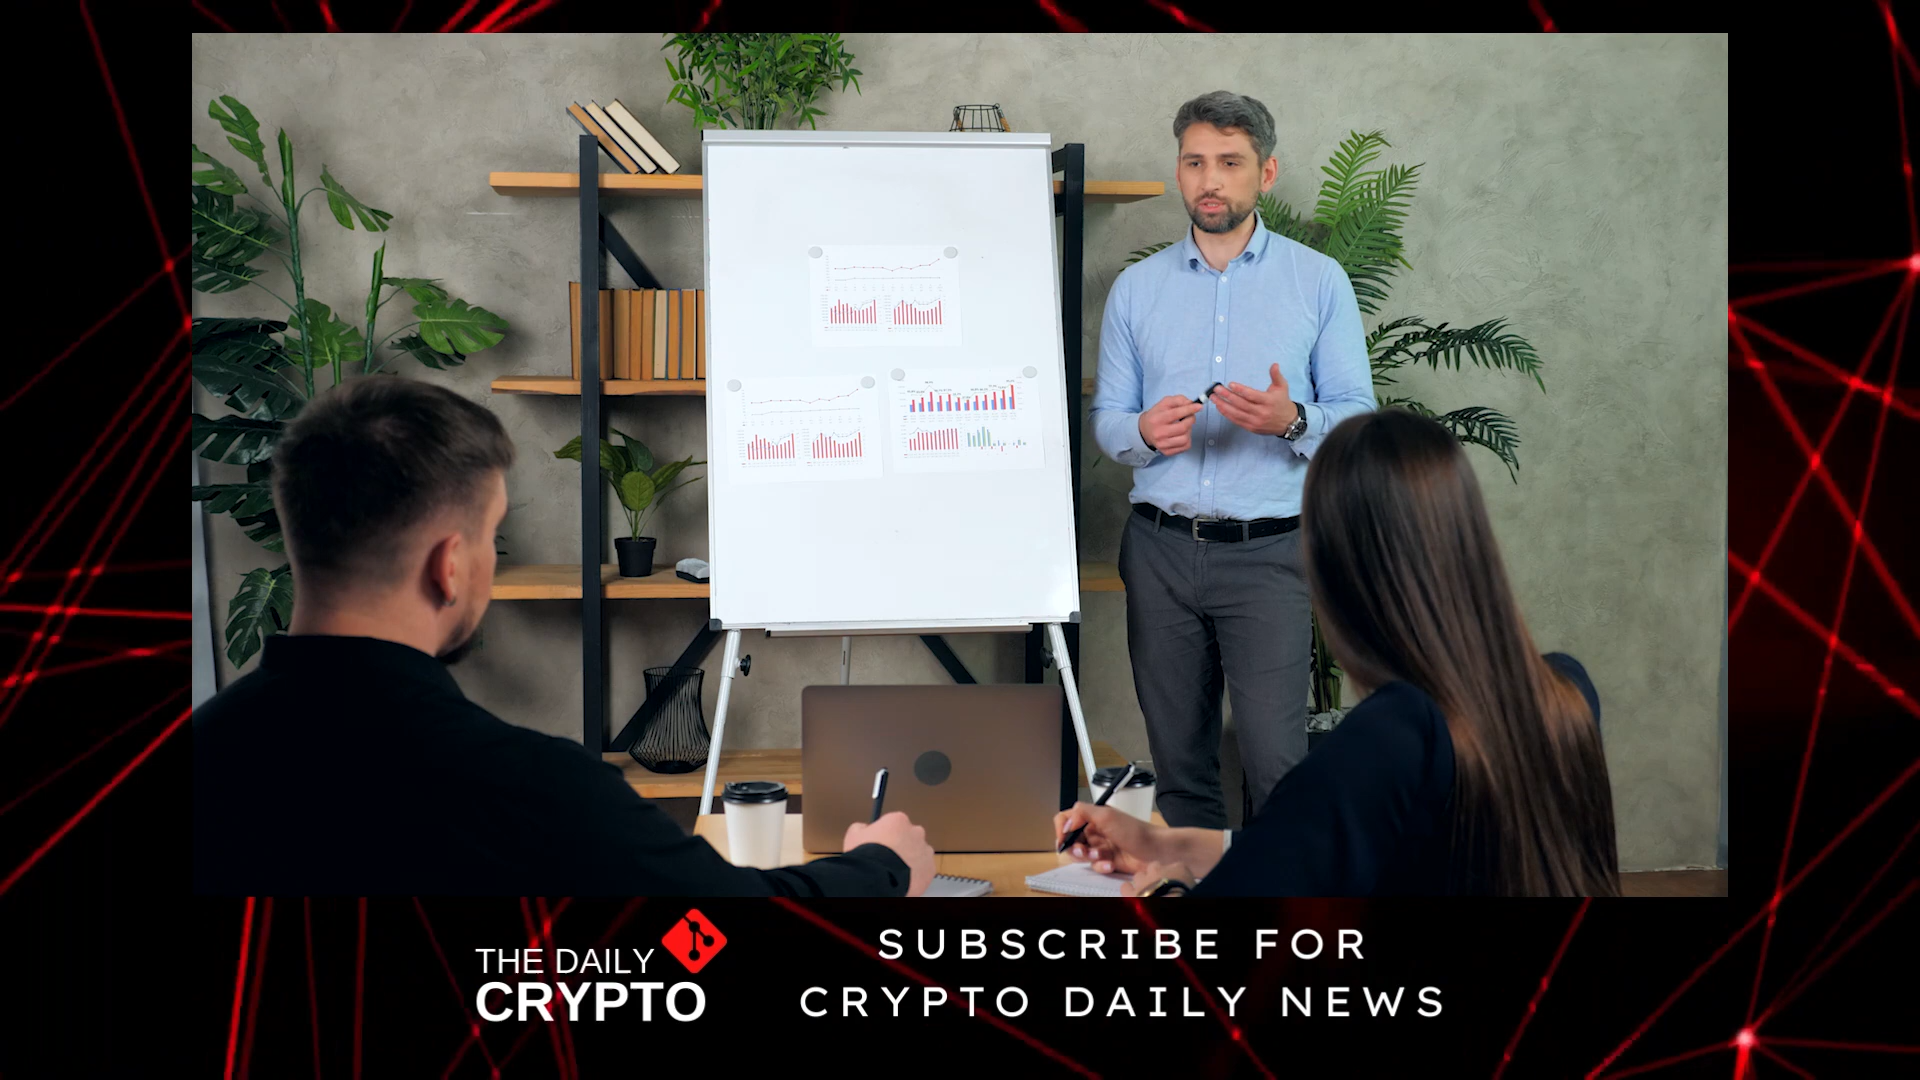 THE DAILY
CRYPTO
SUBSCRIBE FOR
CRYPTO DAILY NEWS